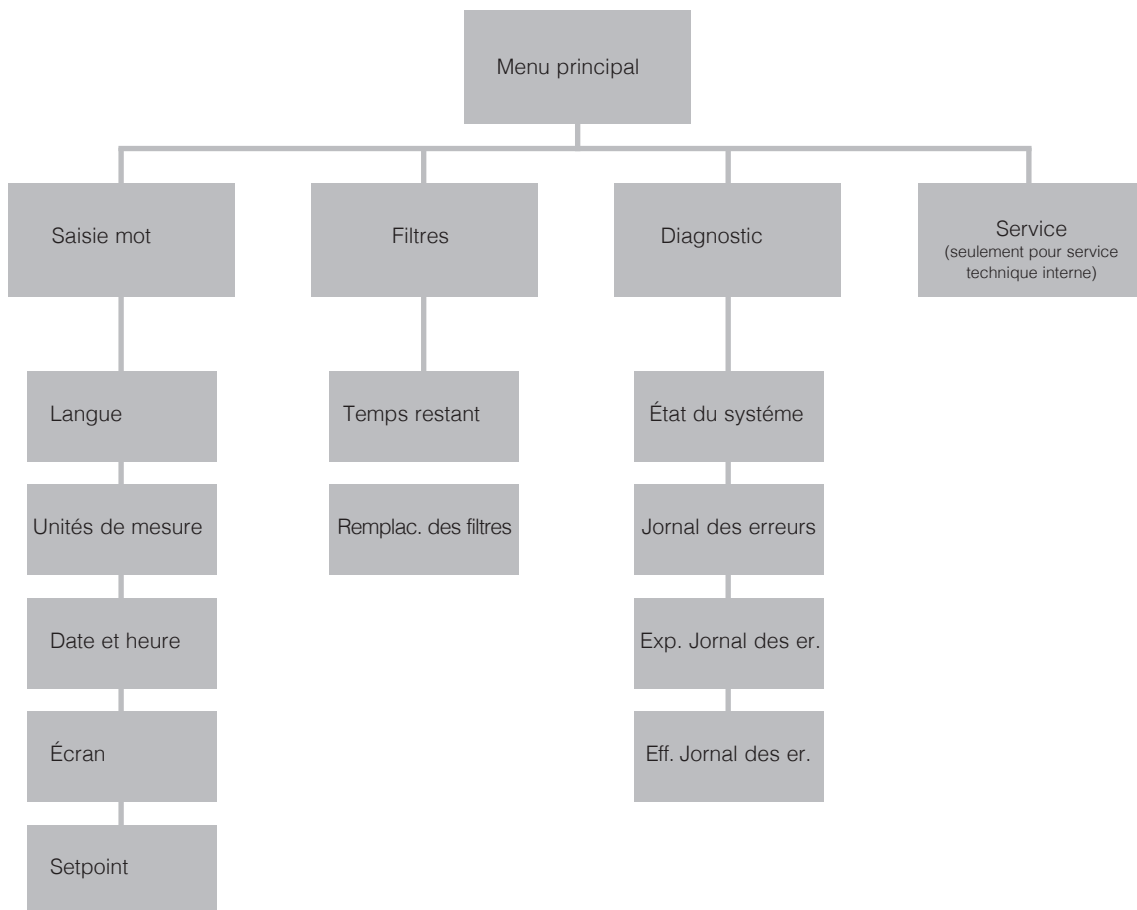 Menu principal
Saisie mot
Filtres
Diagnostic
Service
(seulement pour service
technique interne)
Langue
Temps restant
État du systéme
Unités de mesure
Remplac. des filtres
Jornal des erreurs
Date et heure
Exp. Jornal des er.
Écran
Eff. Jornal des er.
Setpoint